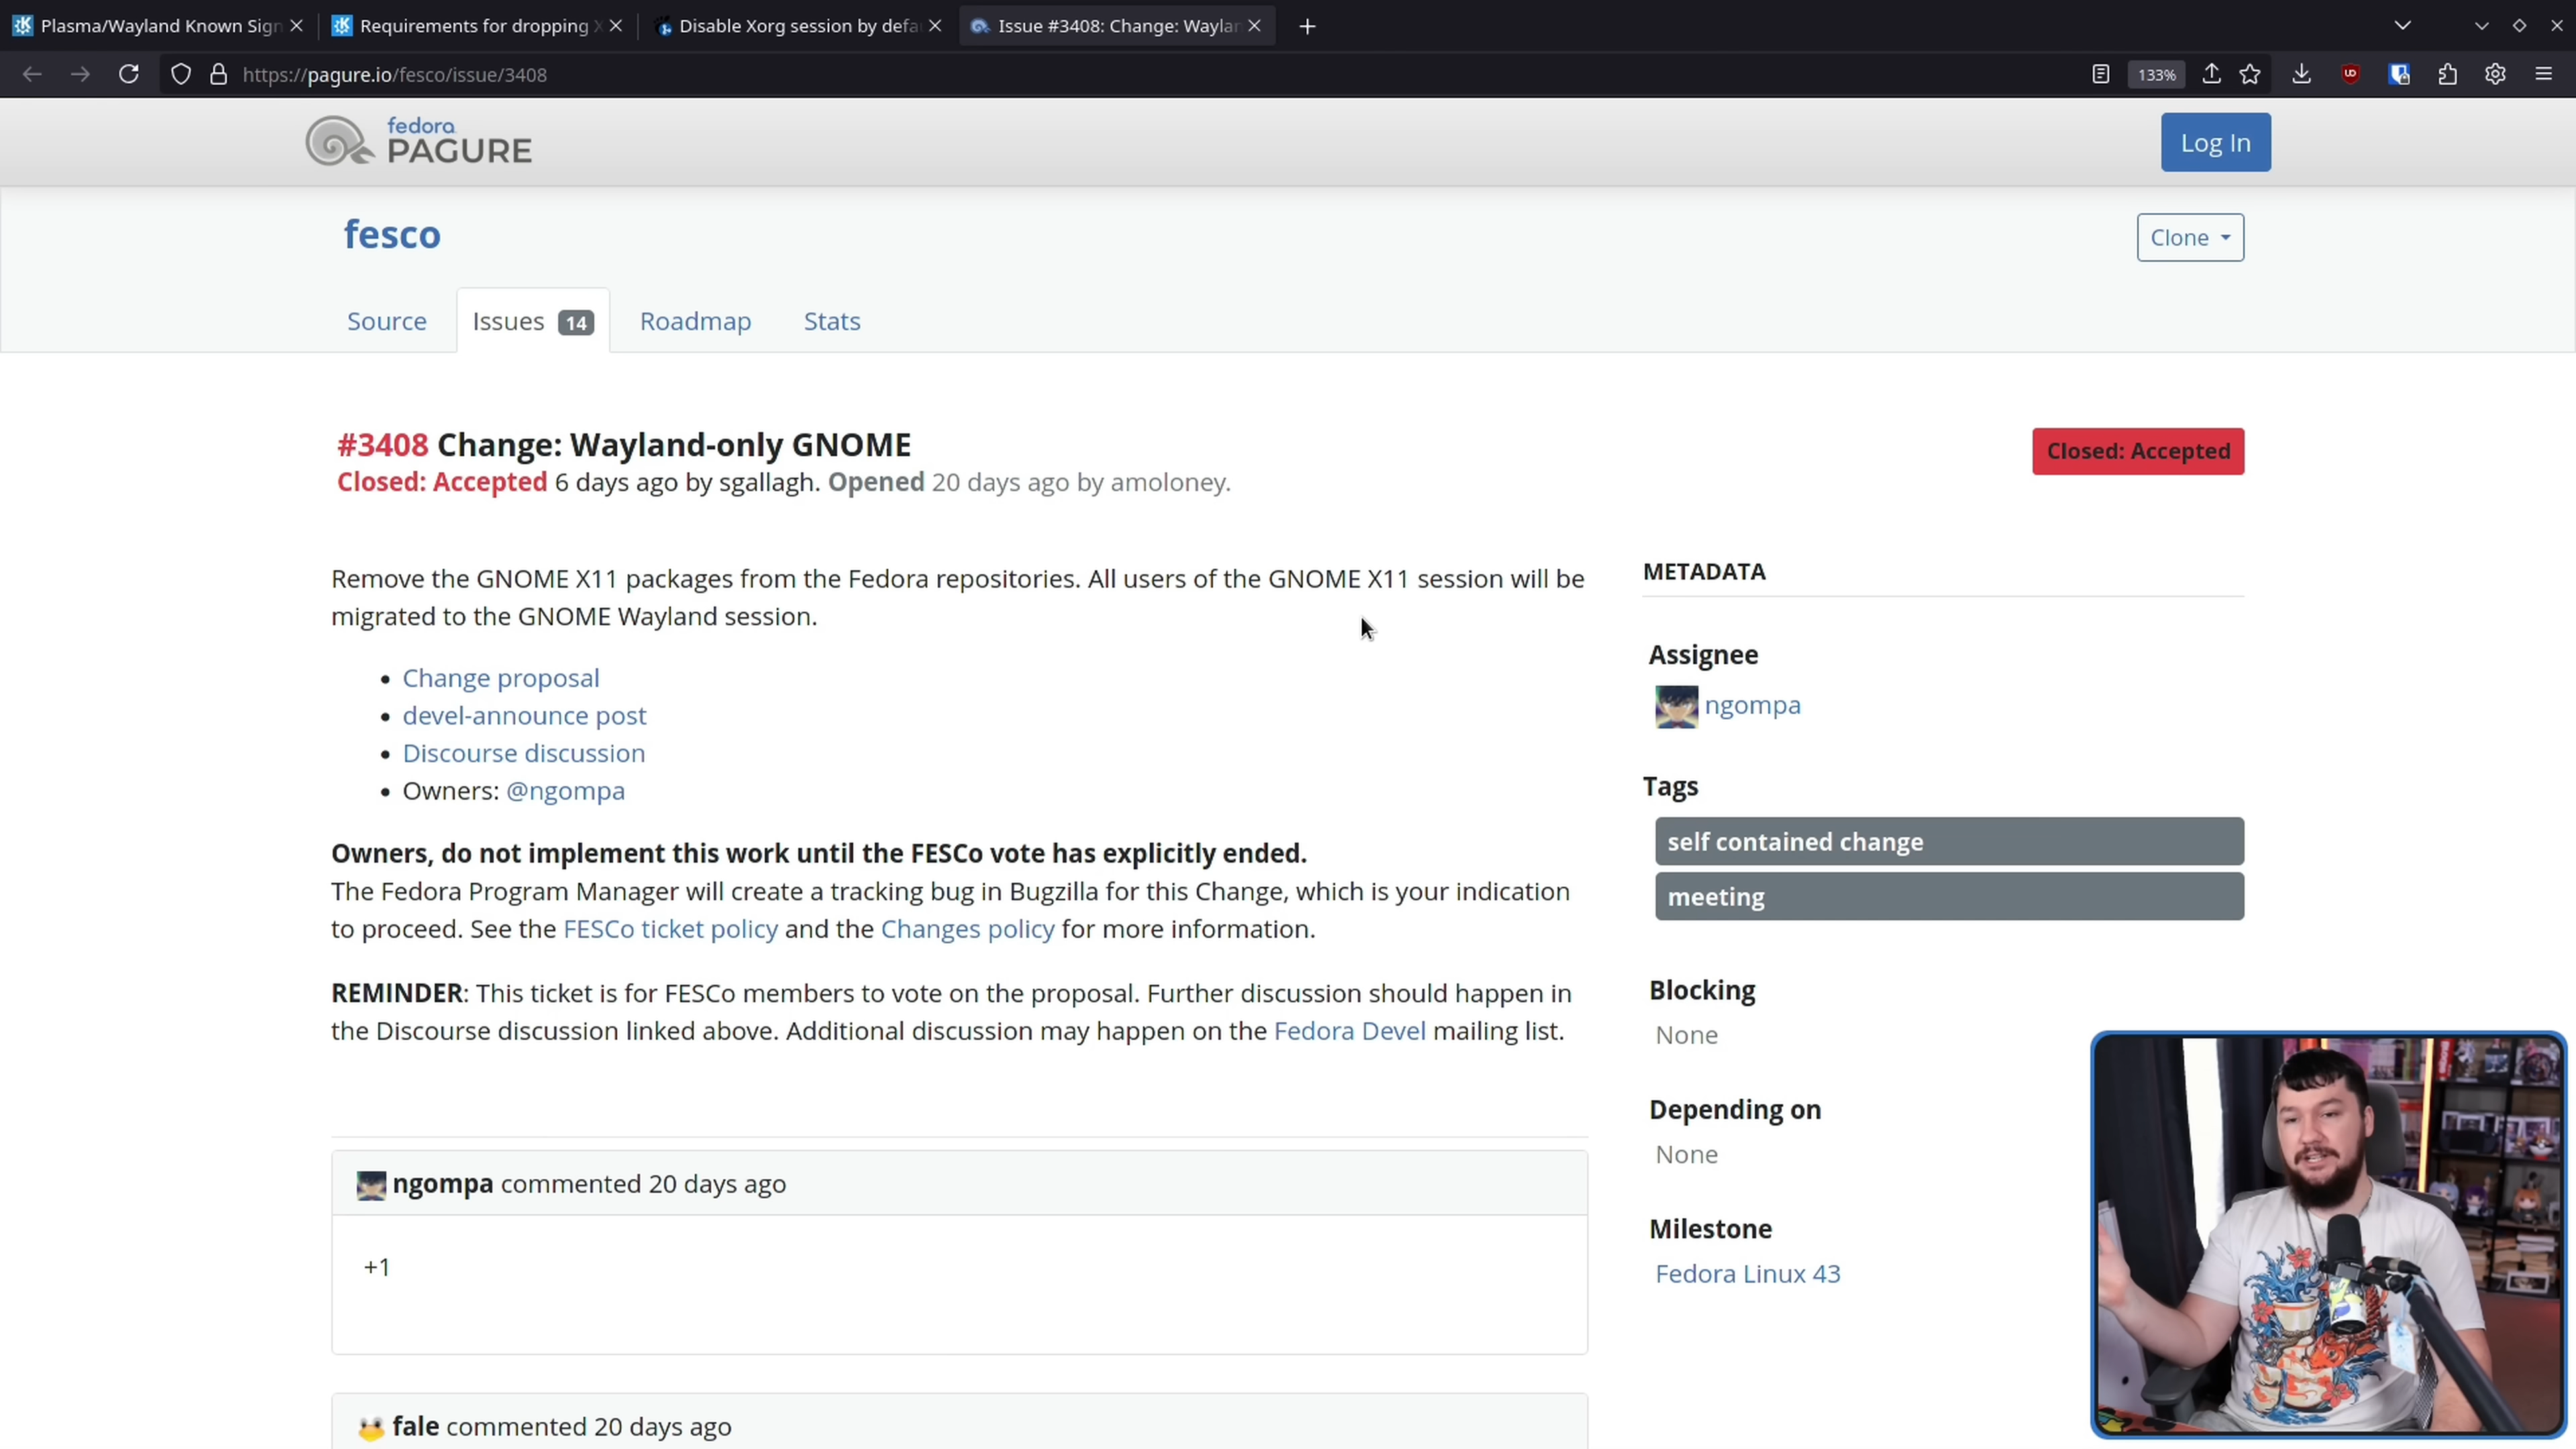 Plasma/Wayland Known Sign
Requirements for dropping X
Disable Xorg session by defau
Issue #3408: Change: Waylan
https://pagure.io/fesco/issue/3408
133%
fedora
PAGURE
Log In
fesco
Clone
Source
Issues 14
Roadmap
Stats
#3408 Change: Wayland-only GNOME
Closed: Accepted
Closed: Accepted 6 days ago by sgallagh. Opened 20 days ago by amoloney.
Remove the GNOME X11 packages from the Fedora repositories. All users of the GNOME X11 session will be
migrated to the GNOME Wayland session.
Change proposal
devel-announce post
Discourse discussion
Owners: @ngompa
Owners, do not implement this work until the FESCo vote has explicitly ended.
The Fedora Program Manager will create a tracking bug in Bugzilla for this Change, which is your indication
to proceed. See the FESCo ticket policy and the Changes policy for more information.
REMINDER: This ticket is for FESCo members to vote on the proposal. Further discussion should happen in
the Discourse discussion linked above. Additional discussion may happen on the Fedora Devel mailing list.
ngompa commented 20 days ago
+1
fale commented 20 days ago
METADATA
Assignee
ngompa
Tags
self contained change
meeting
Blocking
None
Depending on
None
Milestone
Fedora Linux 43